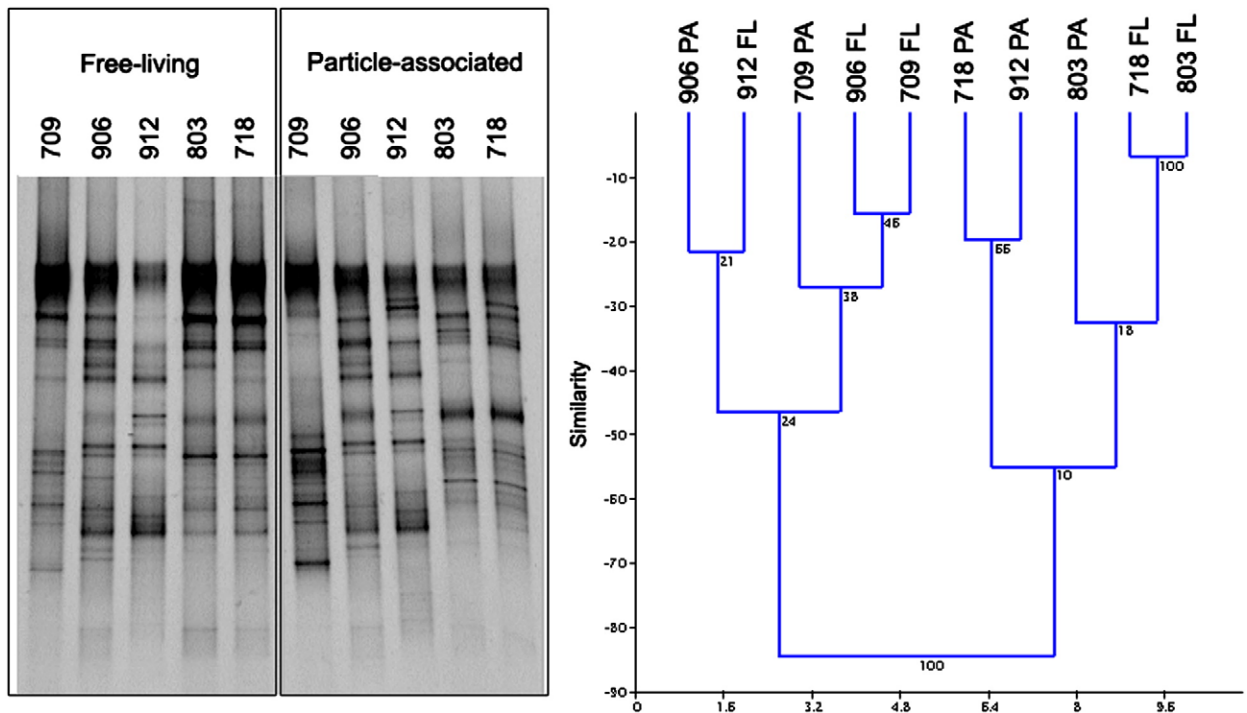 Free-living
Particle-associated
709 906 912 803 718
709 906 912 803 718
906 PA
912 FL
709 PA
906 FL
709 FL
718 PA
912 PA
803 PA
718 FL
803 FL
Similarity
-10
-20
-30
-40
-50
-60
-70
-80
-90
100
45
55
21
38
18
24
10
100
0 1.6 3.2 4.8 6.4 8 9.6